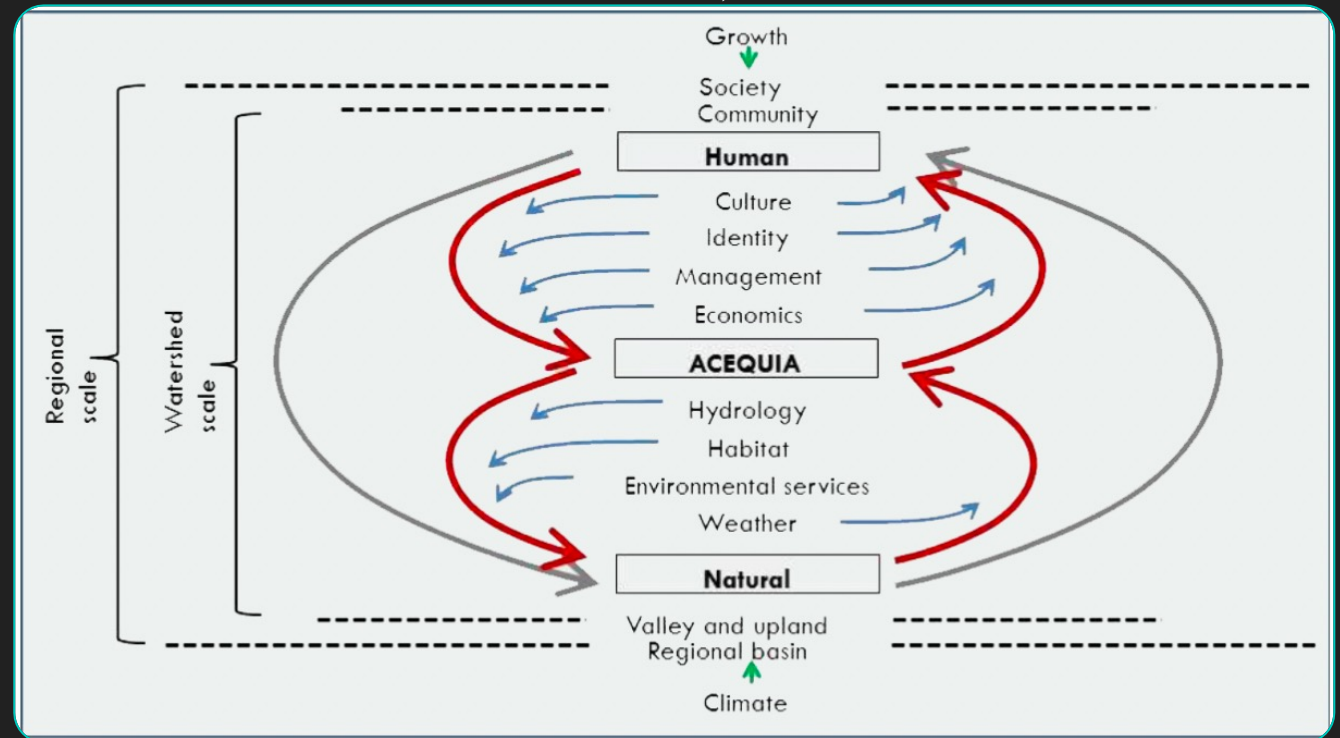 Growth
Society
Community
Human
Culture
Identity
Management
Economics
ACEQUIA
Hydrology
Habitat
Environmental services
Weather
Natural
Valley and upland
Regional basin
Climate
Regional
scale
Watershed
scale